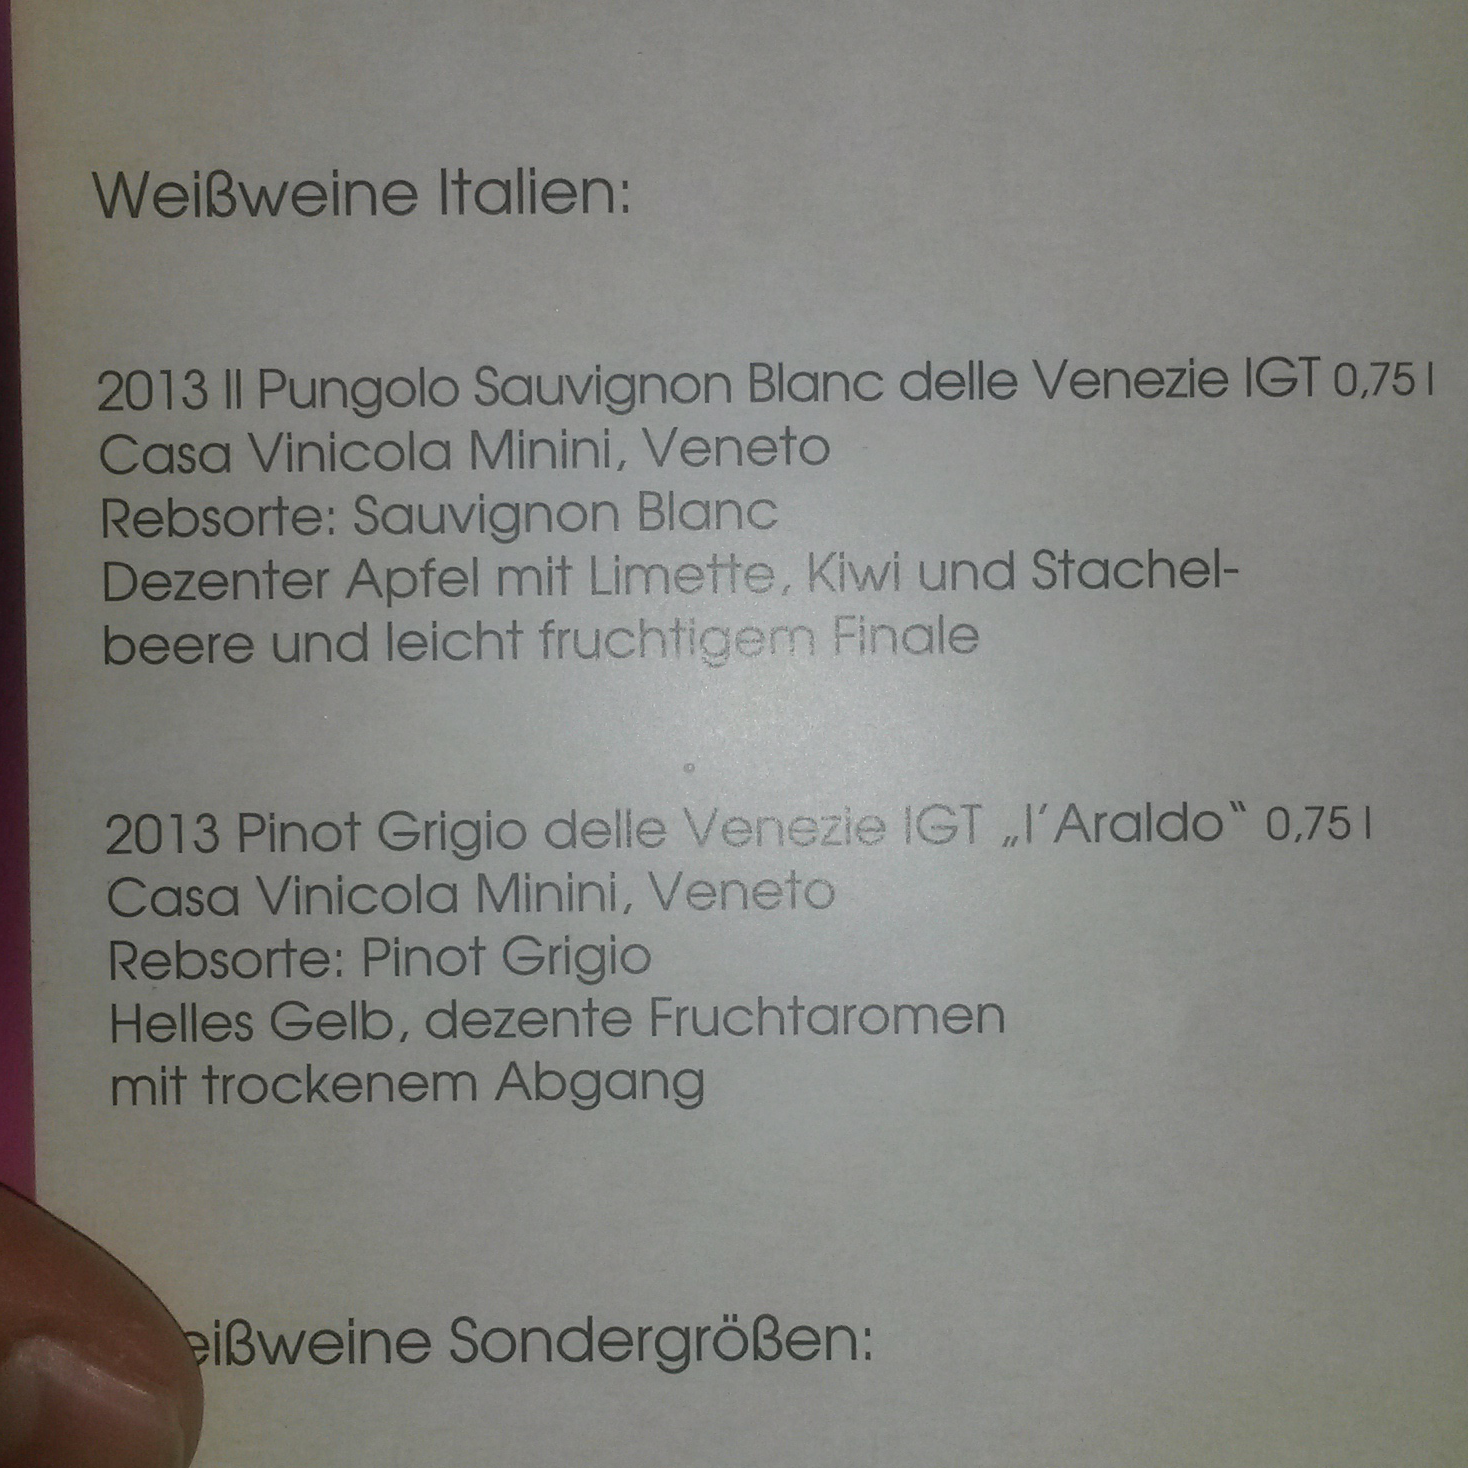 Weißweine Italien:
2013 Il Pungolo Sauvignon Blanc delle Venezie IGT 0,75 l
Casa Vinicola Minini, Veneto
Rebsorte: Sauvignon Blanc
Dezenter Apfel mit Limette, Kiwi und Stachel-
beere und leicht fruchtigem Finale
2013 Pinot Grigio delle Venezie IGT „l'Araldo‟ 0,75 l
Casa Vinicola Minini, Veneto
Rebsorte: Pinot Grigio
Helles Gelb, dezente Fruchtaromen
mit trockenem Abgang
eißweine Sondergrößen: